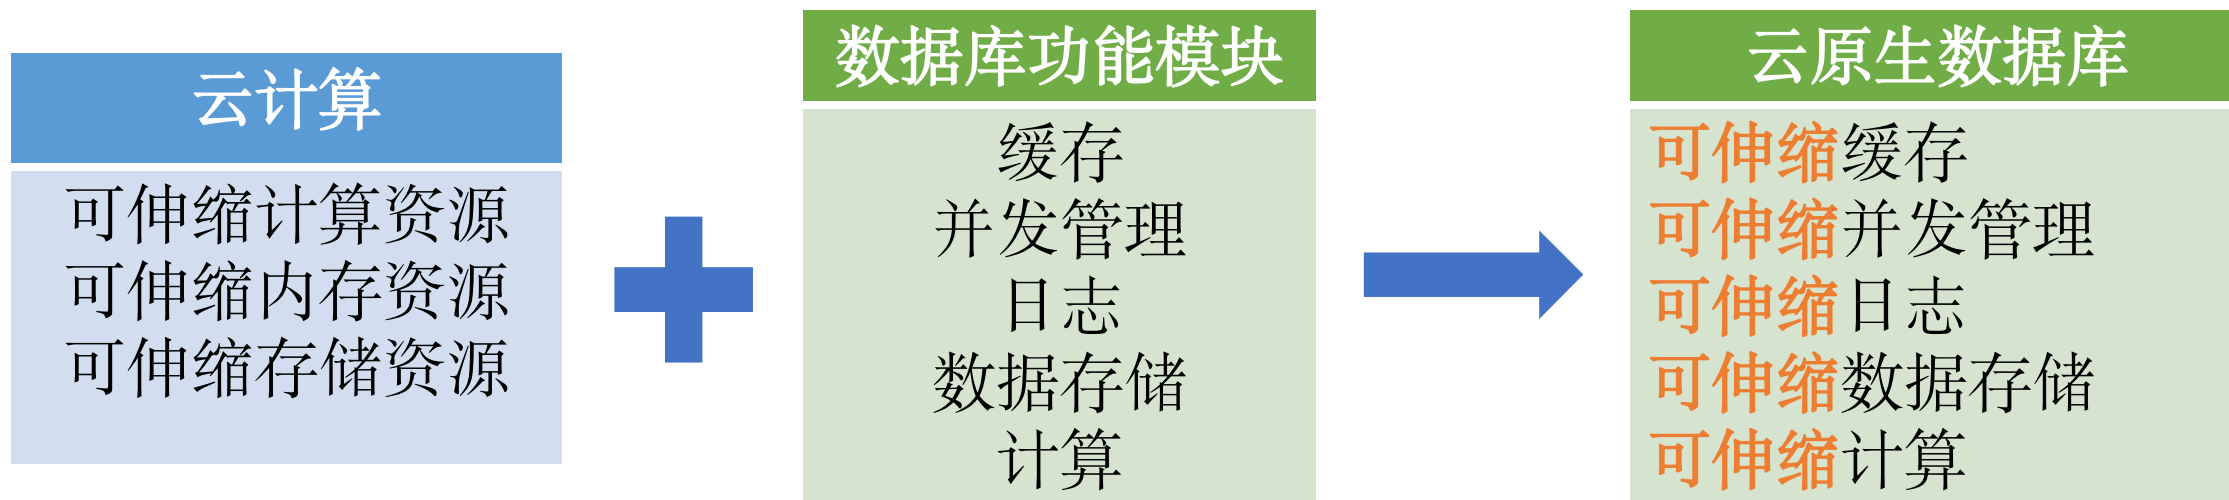 云计算
可伸缩计算资源
可伸缩内存资源
可伸缩存储资源
数据库功能模块
缓存
并发管理
日志
数据存储
计算
云原生数据库
可伸缩缓存
可伸缩并发管理
可伸缩日志
可伸缩数据存储
可伸缩计算